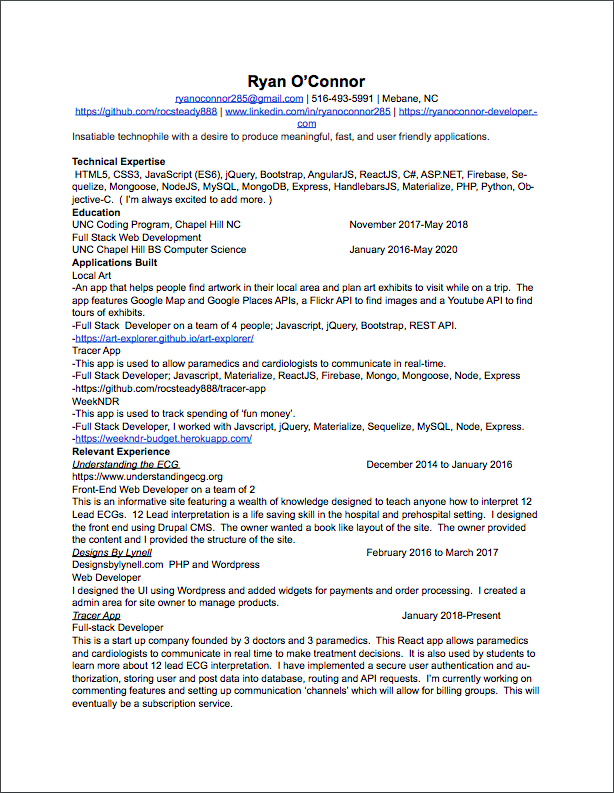 Ryan O’Connor
ryanoconnor285@gmail.com | 516-493-5991 | Mebane, NC
https://github.com/rocsteady888 | www.linkedin.com/in/ryanoconnor285 | https://ryanoconnor-developer.-
com
Insatiable technophile with a desire to produce meaningful, fast, and user friendly applications.
Technical Expertise
HTML5, CSS3, JavaScript (ES6), jQuery, Bootstrap, AngularJS, ReactJS, C#, ASP.NET, Firebase, Se-
quelize, Mongoose, NodeJS, MySQL, MongoDB, Express, HandlebarsJS, Materialize, PHP, Python, Ob-
jective-C. ( I’m always excited to add more. )
Education
UNC Coding Program, Chapel Hill NC November 2017-May 2018
Full Stack Web Development
UNC Chapel Hill BS Computer Science January 2016-May 2020
Applications Built
Local Art
-An app that helps people find artwork in their local area and plan art exhibits to visit while on a trip. The
app features Google Map and Google Places APIs, a Flickr API to find images and a Youtube API to find
tours of exhibits.
-Full Stack Developer on a team of 4 people; Javascript, jQuery, Bootstrap, REST API.
-https://art-explorer.github.io/art-explorer/
Tracer App
-This app is used to allow paramedics and cardiologists to communicate in real-time.
-Full-Stack Developer; Javascript, Materialize, ReactJS, Firebase, Mongo, Mongoose, Node, Express
-https://github.com/rocsteady888/tracer-app
WeekNDR
-This app is used to track spending of ‘fun money’.
-Full-Stack Developer, I worked with Javscript, jQuery, Materialize, Sequelize, MySQL, Node, Express.
-https://weekndr-budget.herokuapp.com/
Relevant Experience
Understanding the ECG December 2014 to January 2016
https://www.understandingecg.org
Front-End Web Developer on a team of 2
This is an informative site featuring a wealth of knowledge designed to teach anyone how to interpret 12
Lead ECGs. 12 Lead interpretation is a life saving skill in the hospital and prehospital setting. I designed
the front end using Drupal CMS. The owner wanted a book like layout of the site. The owner provided
the content and I provided the structure of the site.
Designs By Lynell February 2016 to March 2017
Designsbylynell.com PHP and Wordpress
Web Developer
I designed the UI using Wordpress and added widgets for payments and order processing. I created a
admin area for site owner to manage products.
Tracer App January 2018-Present
Full-stack Developer
This is a start up company founded by 3 doctors and 3 paramedics. This React app allows paramedics
and cardiologists to communicate in real time to make treatment decisions. It is also used by students to
learn more about 12 lead ECG interpretation. I have implemented a secure user authentication and au-
thorization, storing user and post data into database, routing and API requests. I’m currently working on
commenting features and setting up communication ‘channels’ which will allow for billing groups. This will
eventually be a subscription service.